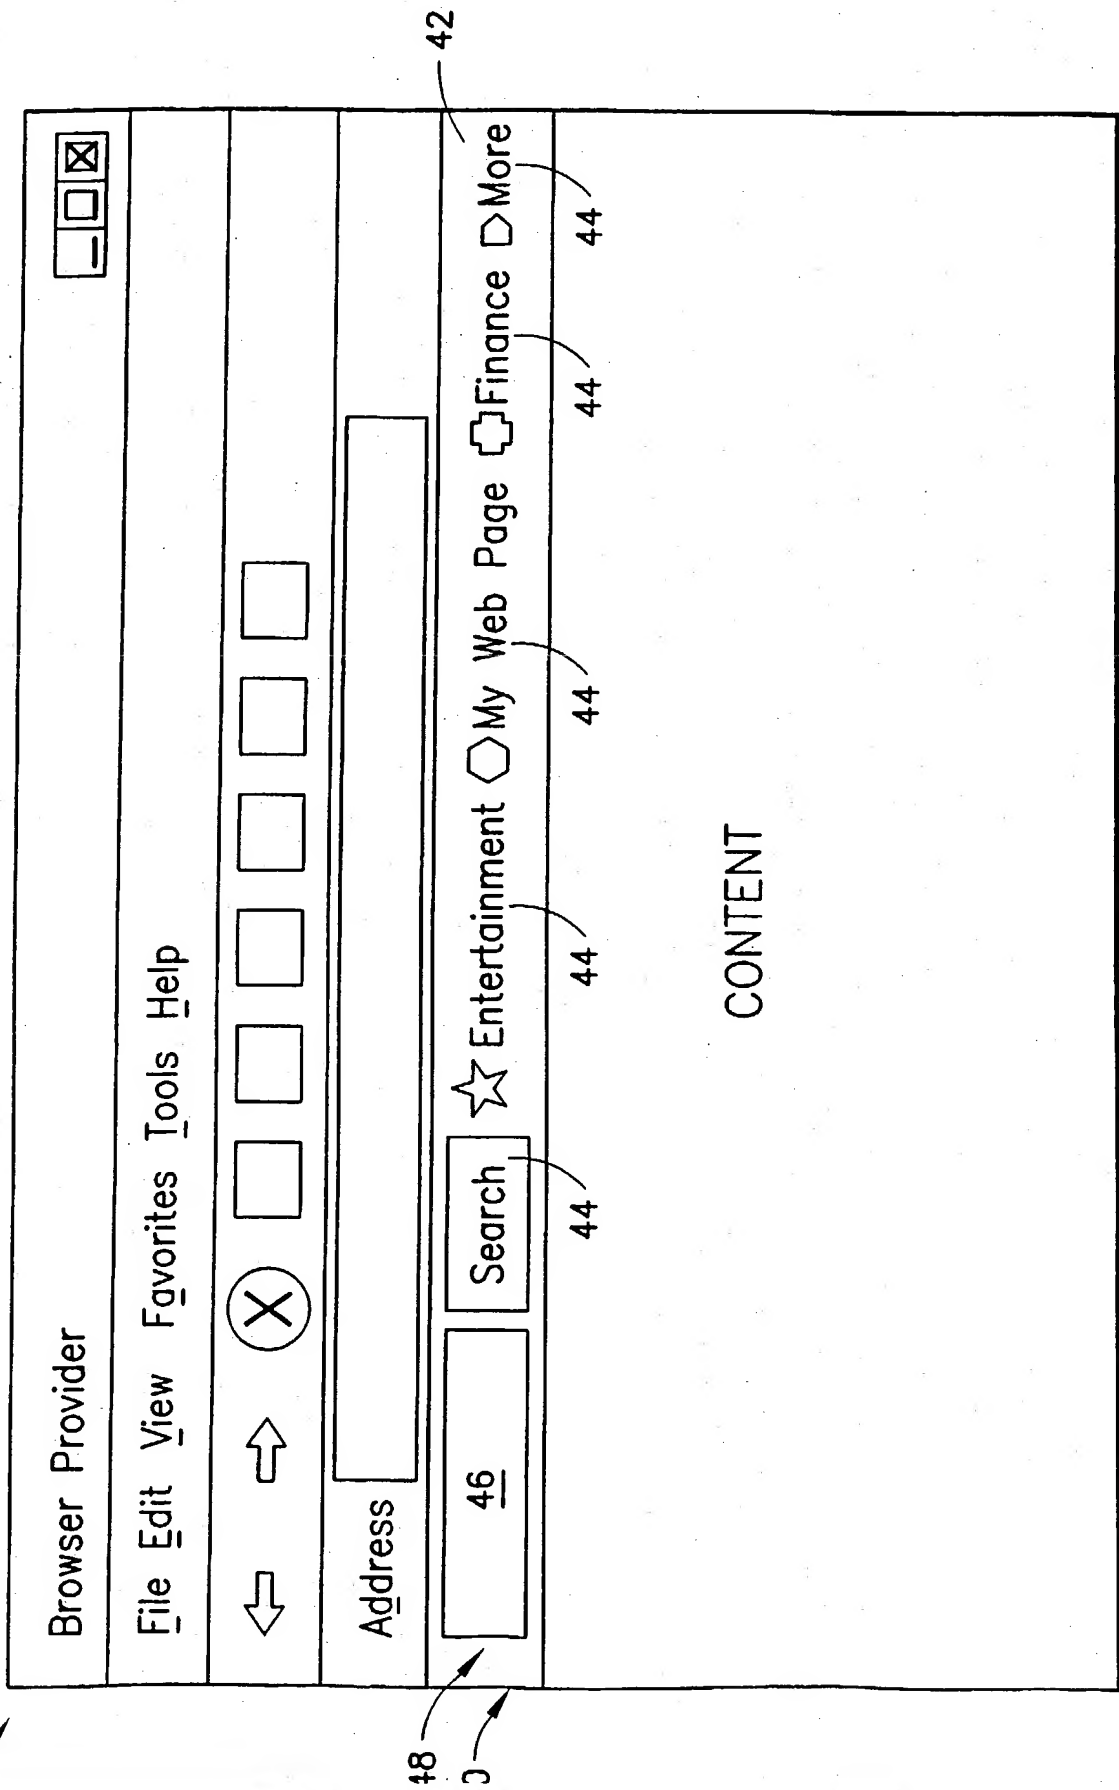 Browser Provider
File Edit View Favorites Tools Help
Address
42
46 Search Entertainment My Web Page Finance More
48
44 44 44 44 44
CONTENT